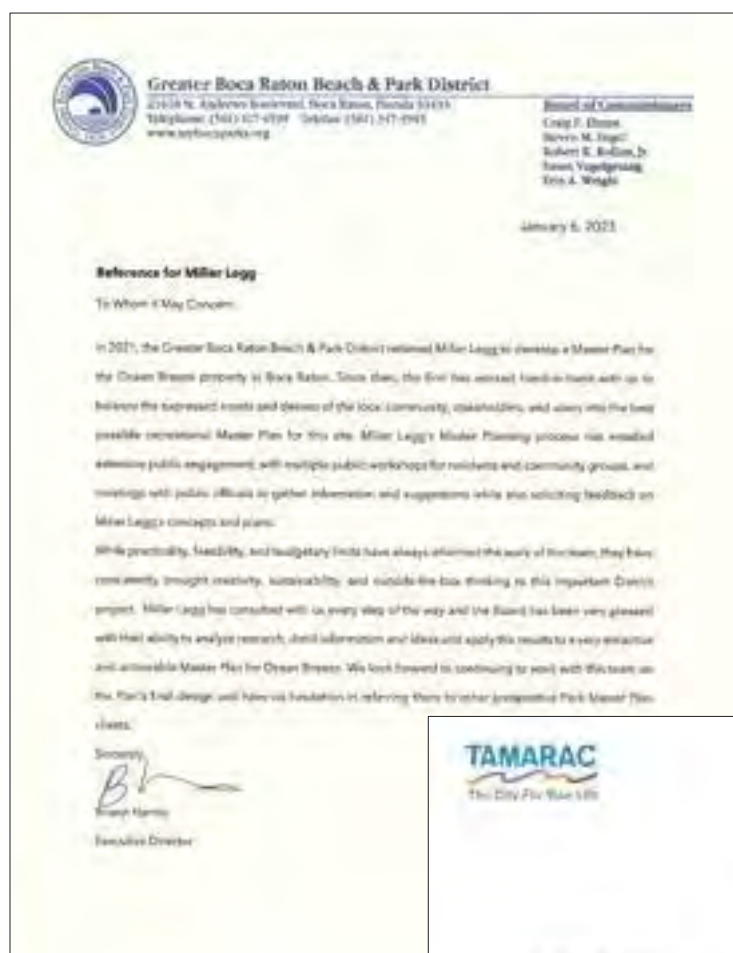 Greater Boca Raton Beach & Park District
Boca Raton, Florida
Telephone: (561)
Board of Commissioners
Craig F. Ehnis
Steven M. Engel
Robert K. Rollins, Jr.
Susan Vogelgesang
Erin A. Wright
January 6, 2023
Reference for Miller Legg
To Whom it May Concern:
In 2021, the Greater Boca Raton Beach & Park District retained Miller Legg to develop a Master Plan for
the Ocean Breeze property in Boca Raton. Since then, the firm has worked hand-in-hand with us to
balance the expressed needs and desires of the local community, stakeholders, and users into the best
possible recreational Master Plan for this site. Miller Legg's Master Planning process has entailed
extensive public engagement, with multiple public workshops for residents and community groups, and
meetings with public officials to gather information and suggestions while also soliciting feedback on
Miller Legg's concepts and plans.
While practicality, feasibility, and budgetary limits have always informed the work of the team, they have
consistently brought creativity, sustainability, and outside-the-box thinking to this important District
project. Miller Legg has consulted with us every step of the way and the Board has been very pleased
with their ability to analyze research, distill information and ideas and apply the results to a very attractive
and actionable Master Plan for Ocean Breeze. We look forward to continuing to work with this team on
the Plan's final design and have no hesitation in referring them to other prospective Park Master Plan
clients.
Sincerely,
Briann Harms
Executive Director
TAMARAC
The City For Your Life